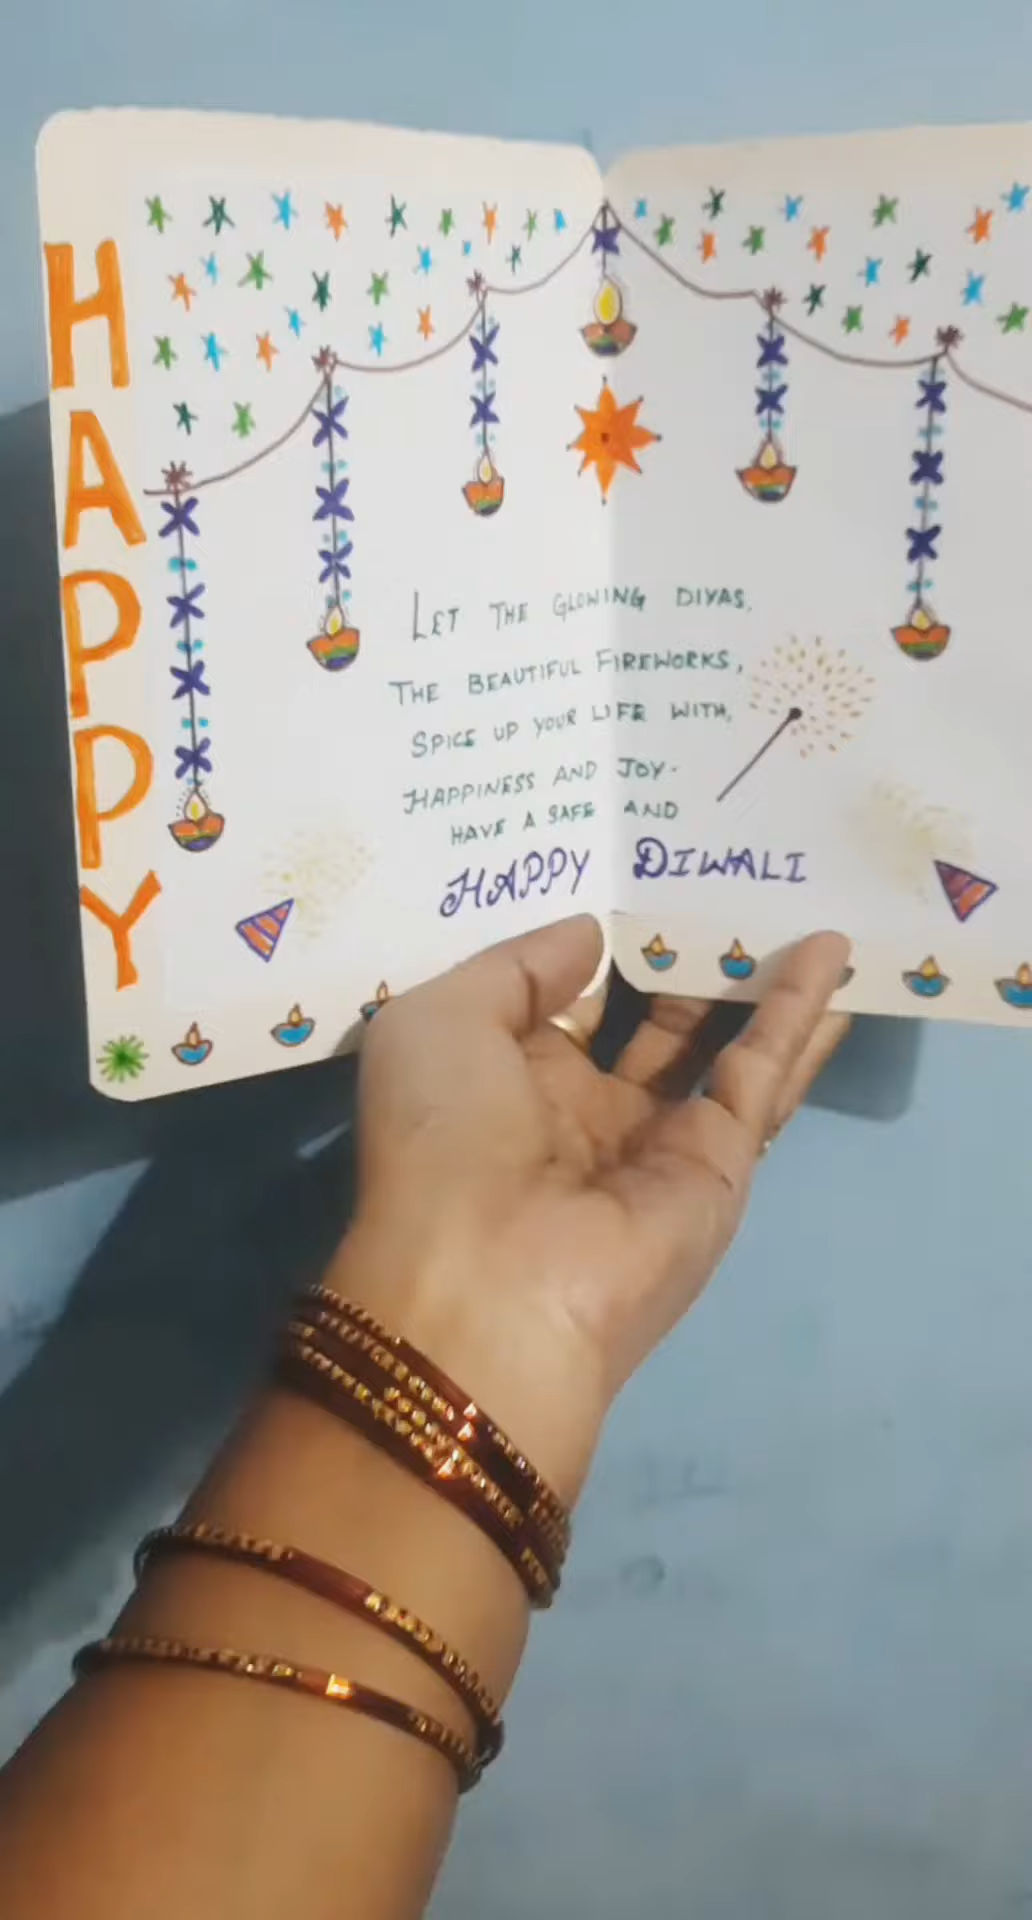 HAPPY
LET THE GLOWING DIYAS,
THE BEAUTIFUL FIREWORKS,
SPICE UP YOUR LIFE WITH,
HAPPINESS AND JOY.
HAVE A SAFE AND
HAPPY DIWALI